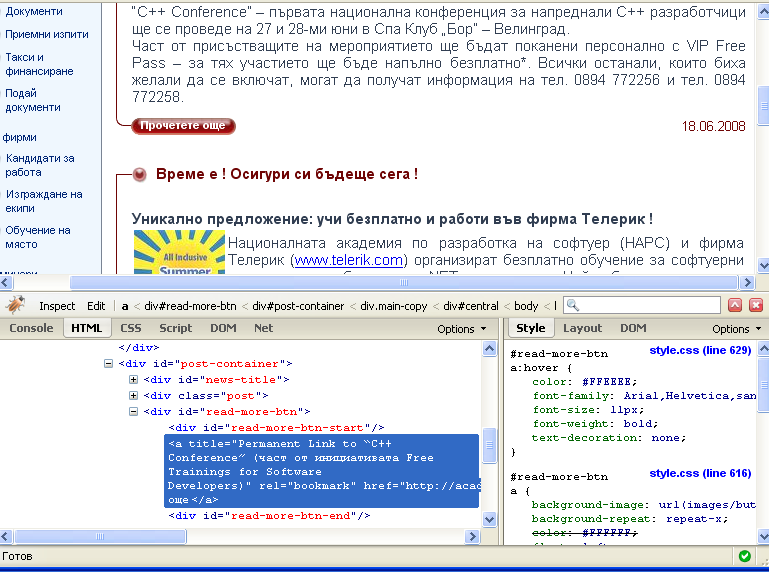 Документи
Приемни изпити
Такси и
финансиране
Подай
документи
фирми
Кандидати за
работа
Изграждане на
екипи
Обучение на
място
"C++ Conference" – първата национална конференция за напреднали C++ разработчици
ще се проведе на 27 и 28-ми юни в Спа Клуб „Бор" – Велинград.
Част от присъстващите на мероприятието ще бъдат поканени персонално с VIP Free
Pass – за тях участието ще бъде напълно безплатно*. Всички останали, които биха
желали да се включат, могат да получат информация на тел. 0894 772256 и тел. 0894
772258.
Прочетете още
18.06.2008
Време е ! Осигури си бъдеще сега !
Уникално предложение: учи безплатно и работи във фирма Телерик !
All Inclusive
Summer
Националната академия по разработка на софтуер (НАРС) и фирма
Телерик (www.telerik.com) организират безплатно обучение за софтуерни
Inspect Edit a < div#read-more-btn < div#post-container < div.main-copy < div#central < body < l
Console HTML CSS Script DOM Net Options
Style Layout DOM Options
</div>
<div id="post-container">
<div id="news-title">
<div class="post">
<div id="read-more-btn">
<div id="read-more-btn-start"/>
<a title="Permanent Link to “C++
Conference” (част от инициативата Free
Trainings for Software
Developers)" rel="bookmark" href="http://acad
още</a>
<div id="read-more-btn-end"/>
#read-more-btn style.css (line 629)
a:hover {
color: #FFEEEE;
font-family: Arial,Helvetica,san
font-size: 11px;
font-weight: bold;
text-decoration: none;
}
#read-more-btn style.css (line 616)
a {
background-image: url(images/but
background-repeat: repeat-x;
color: #FFFFFF;
Готов